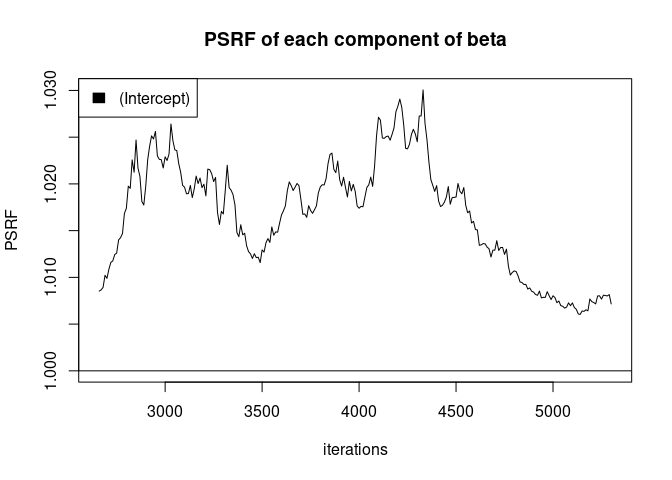 PSRF of each component of beta
(Intercept)
PSRF
1.030
1.020
1.010
1.000
3000 3500 4000 4500 5000
iterations